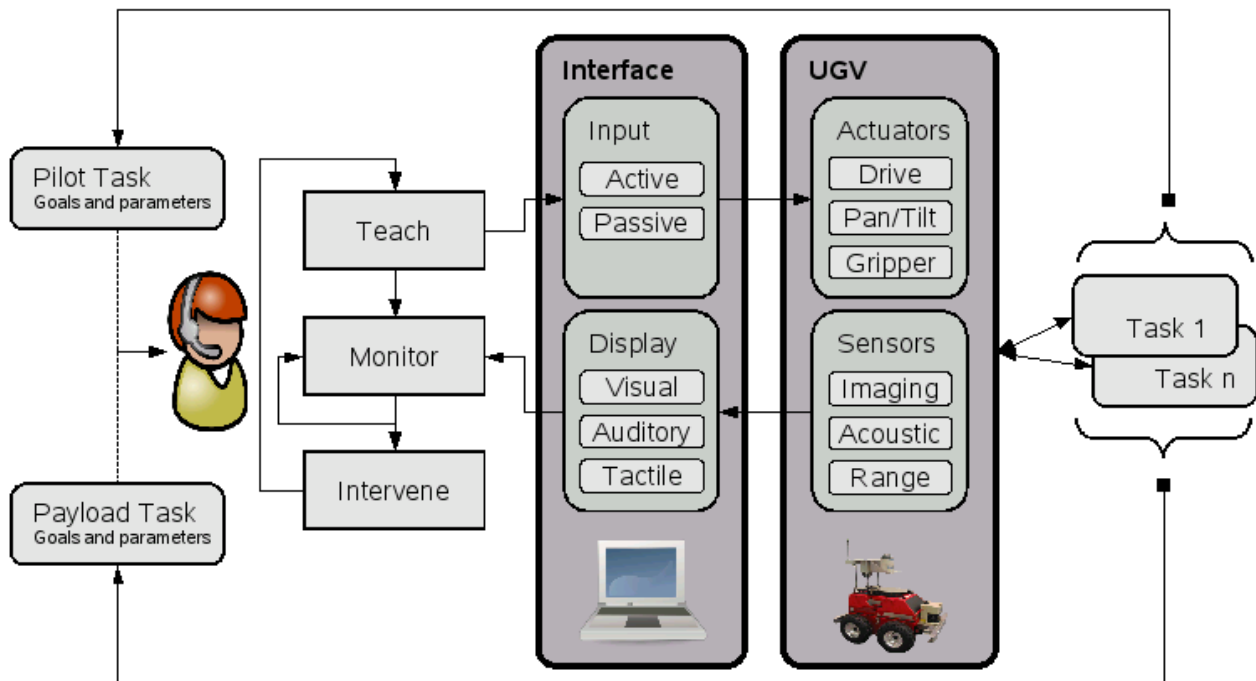 Pilot Task
Goals and parameters
Payload Task
Goals and parameters
Teach
Monitor
Intervene
Interface
Input
Active
Passive
Display
Visual
Auditory
Tactile
UGV
Actuators
Drive
Pan/Tilt
Gripper
Sensors
Imaging
Acoustic
Range
Task 1
Task n